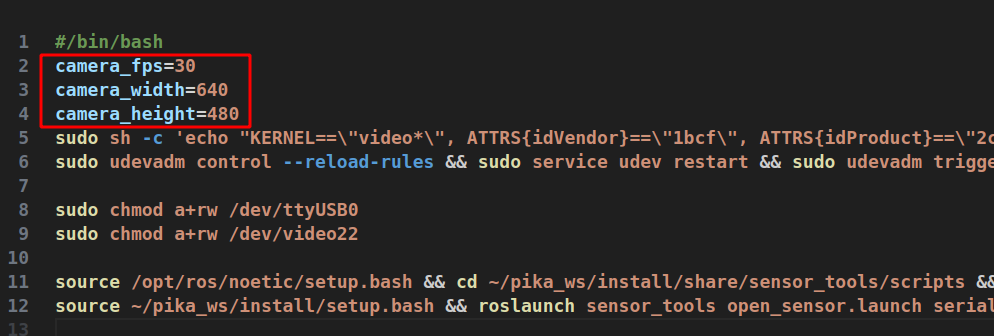 1 #/bin/bash
2 camera_fps=30
3 camera_width=640
4 camera_height=480
5 sudo sh -c 'echo "KERNEL==\"video*\", ATTRS{idVendor}==\"1bcf\", ATTRS{idProduct}==\"2c
6 sudo udevadm control --reload-rules && sudo service udev restart && sudo udevadm trigge
7
8 sudo chmod a+rw /dev/ttyUSB0
9 sudo chmod a+rw /dev/video22
10
11 source /opt/ros/noetic/setup.bash && cd ~/pika_ws/install/share/sensor_tools/scripts &&
12 source ~/pika_ws/install/setup.bash && roslaunch sensor_tools open_sensor.launch serial
13